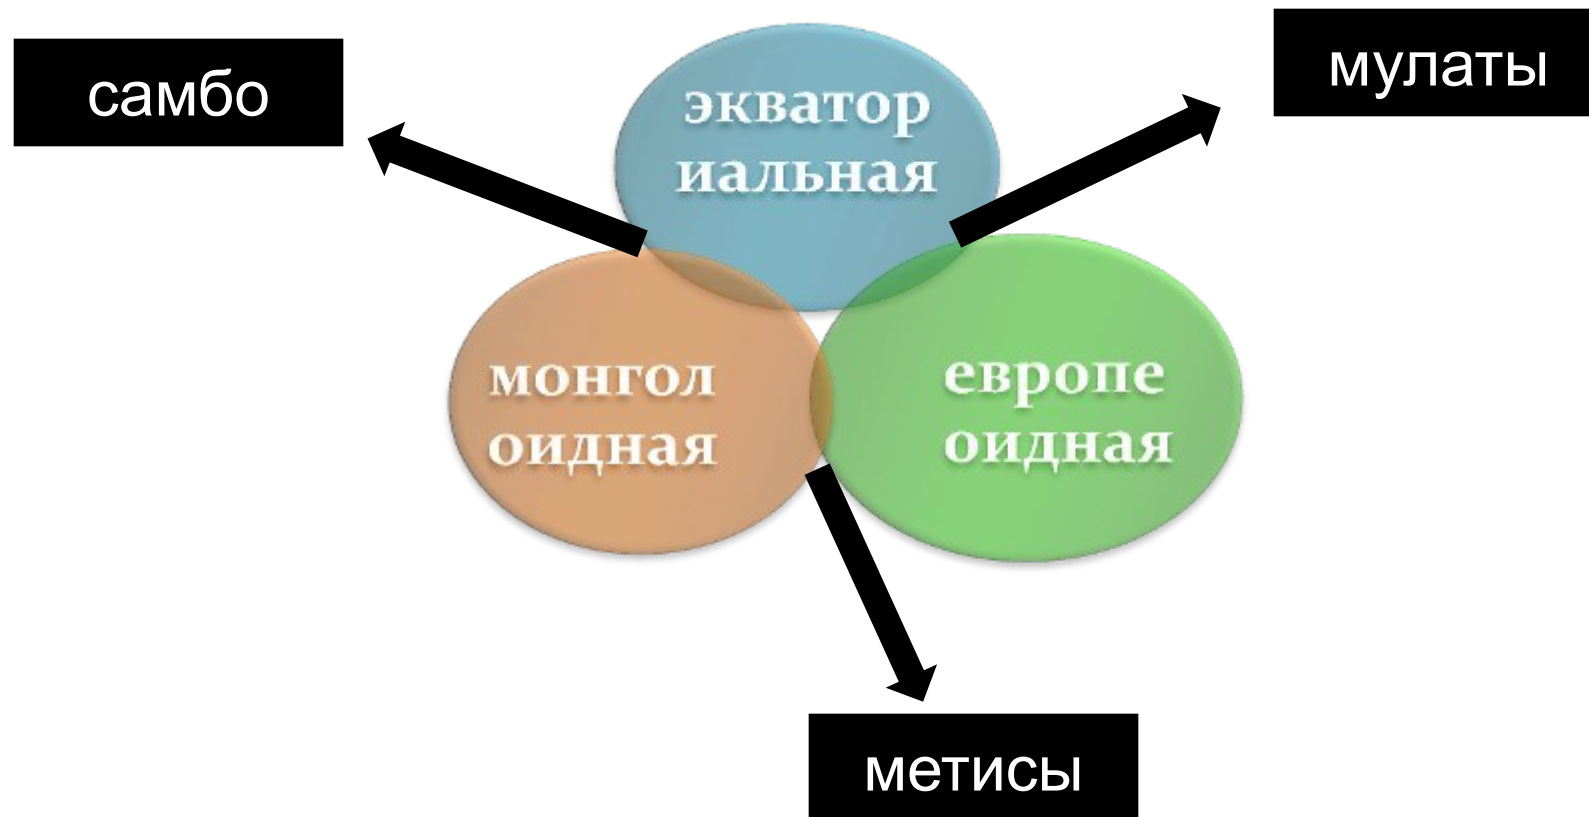 самбо
мулаты
экватор
иальная
монгол
оидная
европе
оидная
метисы